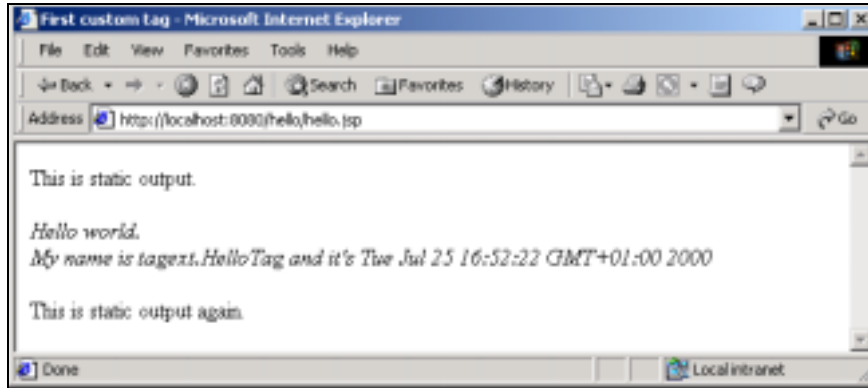 First custom tag - Microsoft Internet Explorer
File Edit View Favorites Tools Help
Back Search Favorites History
Address http://localhost:8080/hello/hello.jsp Go
This is static output.
Hello world.
My name is tagext.HelloTag and it's Tue Jul 25 16:52:22 GMT+01:00 2000
This is static output again.
Done Local intranet